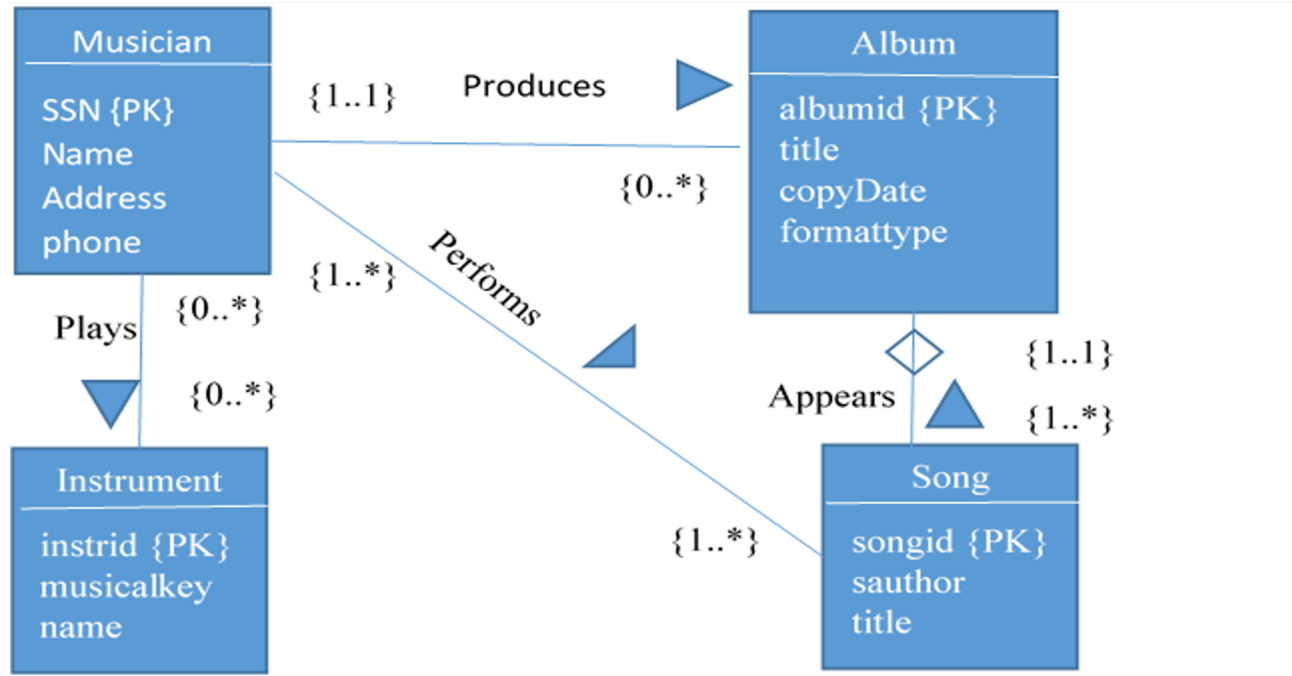 Musician
SSN {PK}
Name
Address
phone
{1..1}
Produces
{0..*}
Album
albumid {PK}
title
copyDate
formattype
{1..*}
Performs
{1..*}
Plays
{0..*}
{0..*}
Appears
{1..1}
{1..*}
Instrument
instrid {PK}
musicalkey
name
Song
songid {PK}
sauthor
title